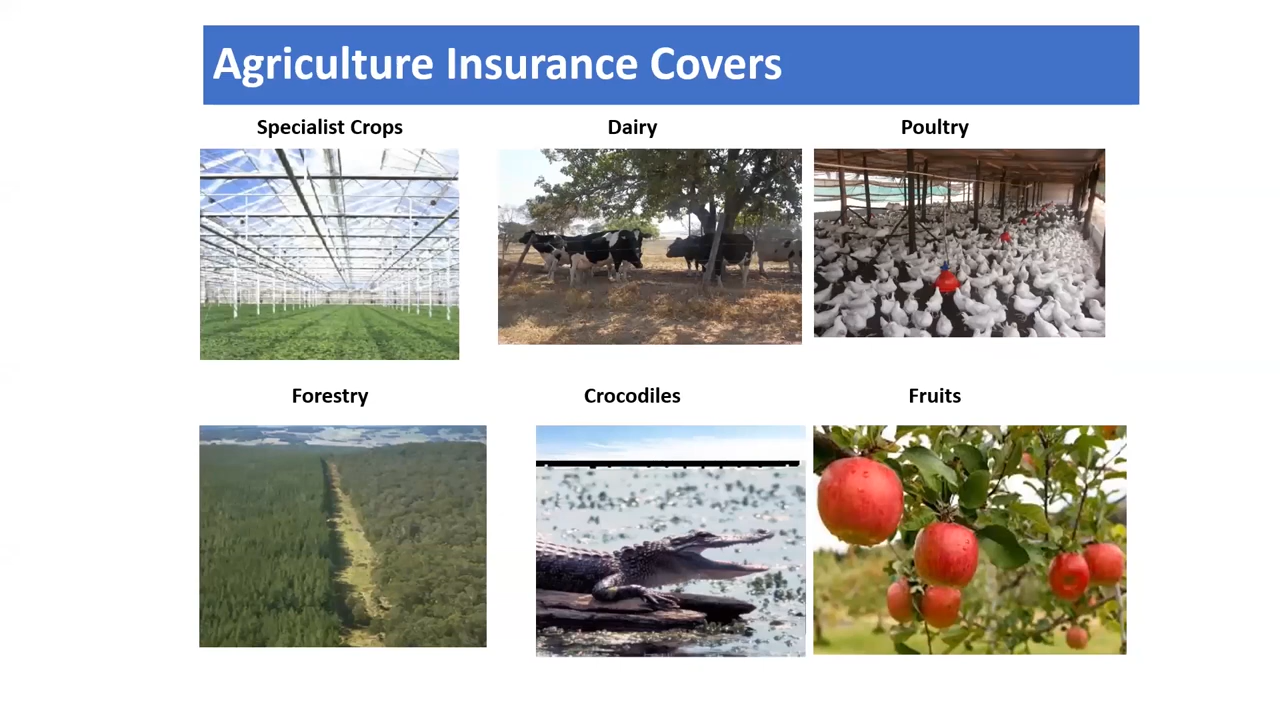 Agriculture Insurance Covers
Specialist Crops
Dairy
Poultry
Forestry
Crocodiles
Fruits